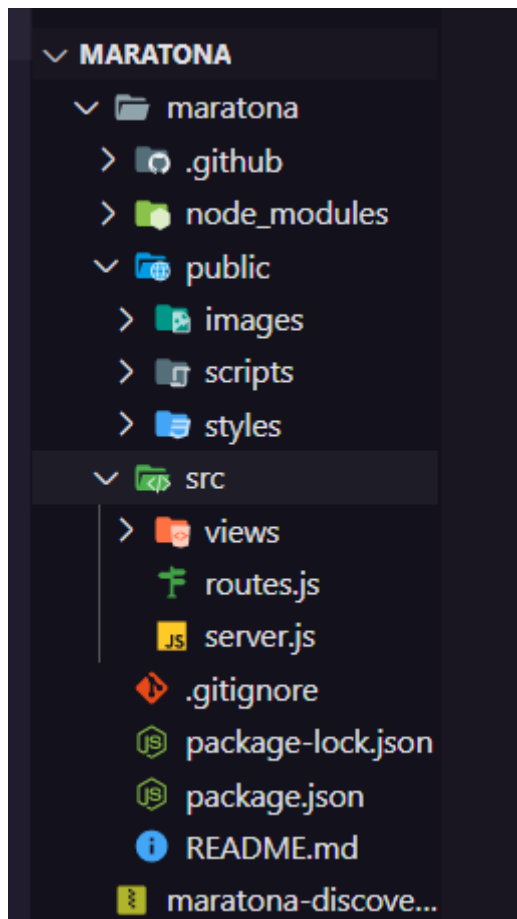 MARATONA
maratona
.github
node_modules
public
images
scripts
styles
src
views
routes.js
JS server.js
.gitignore
package-lock.json
package.json
README.md
maratona-discove...